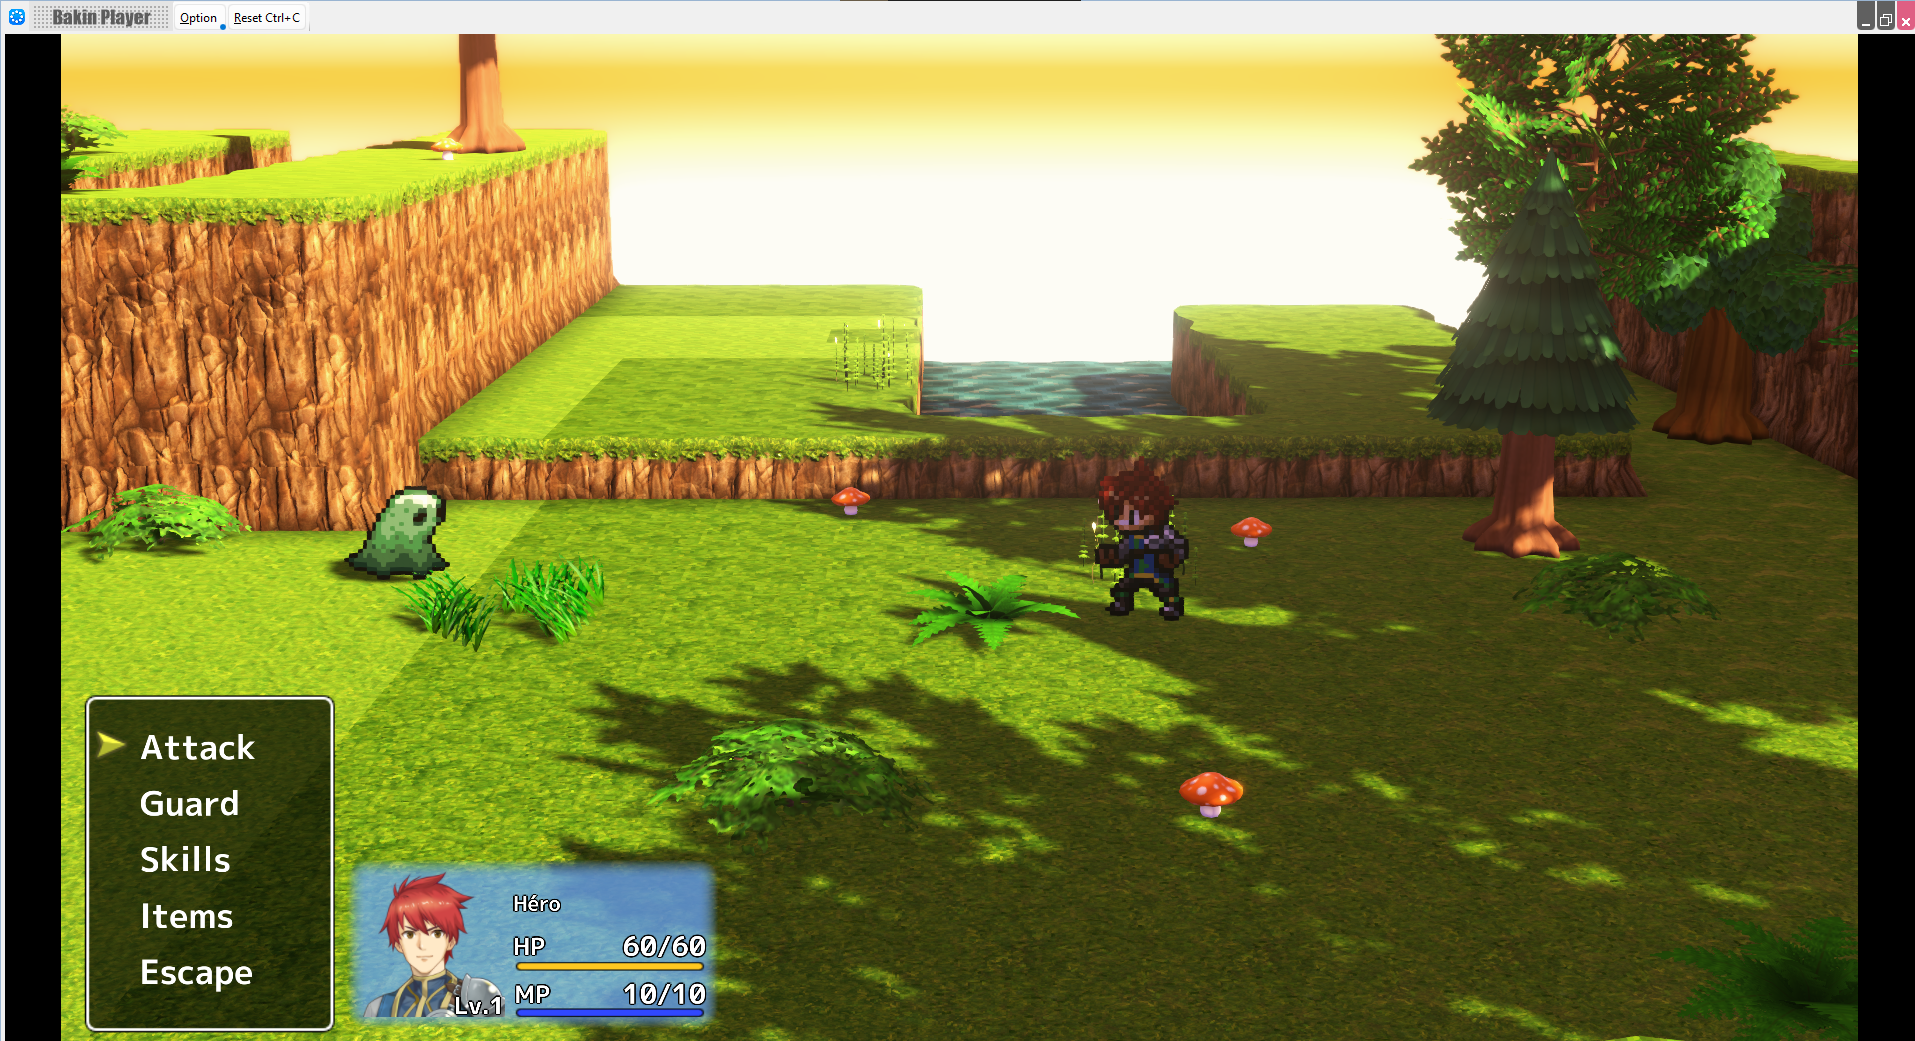 Bakin Player
Option
Reset Ctrl+C
Attack
Guard
Skills
Items
Escape
Héro
HP 60/60
Lv.1 MP 10/10